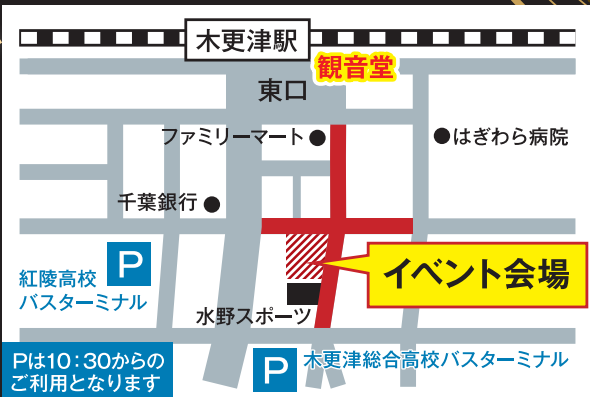 木更津駅
観音堂
東口
ファミリーマート
はぎわら病院
千葉銀行
P
紅陵高校
バスターミナル
イベント会場
水野スポーツ
Pは10：30からの
ご利用となります
P
木更津総合高校バスターミナル